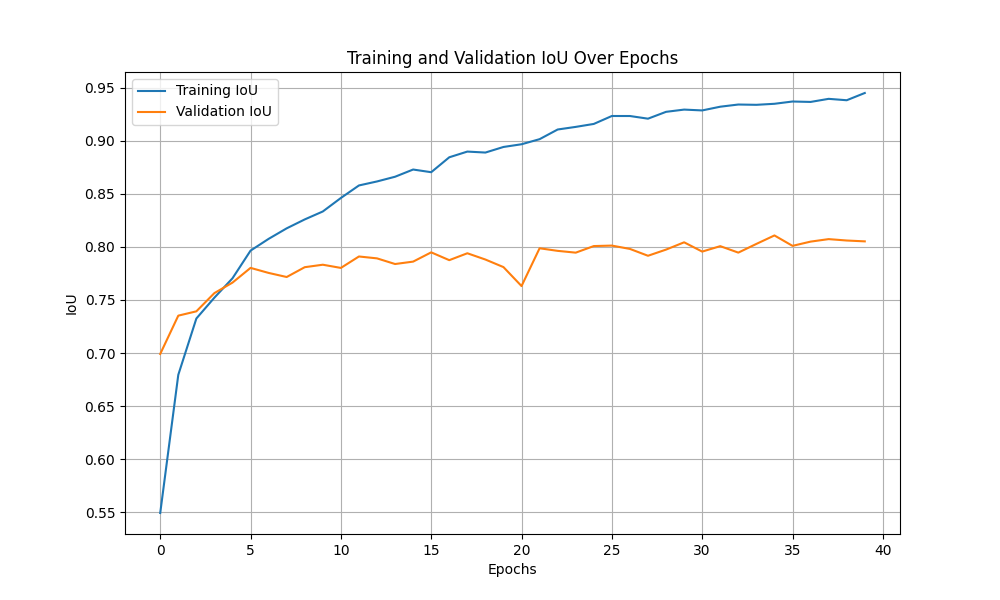 Training and Validation IoU Over Epochs
Training IoU
Validation IoU
0.95
0.90
0.85
0.80
0.75
0.70
0.65
0.60
0.55
IoU
0 5 10 15 20 25 30 35 40
Epochs